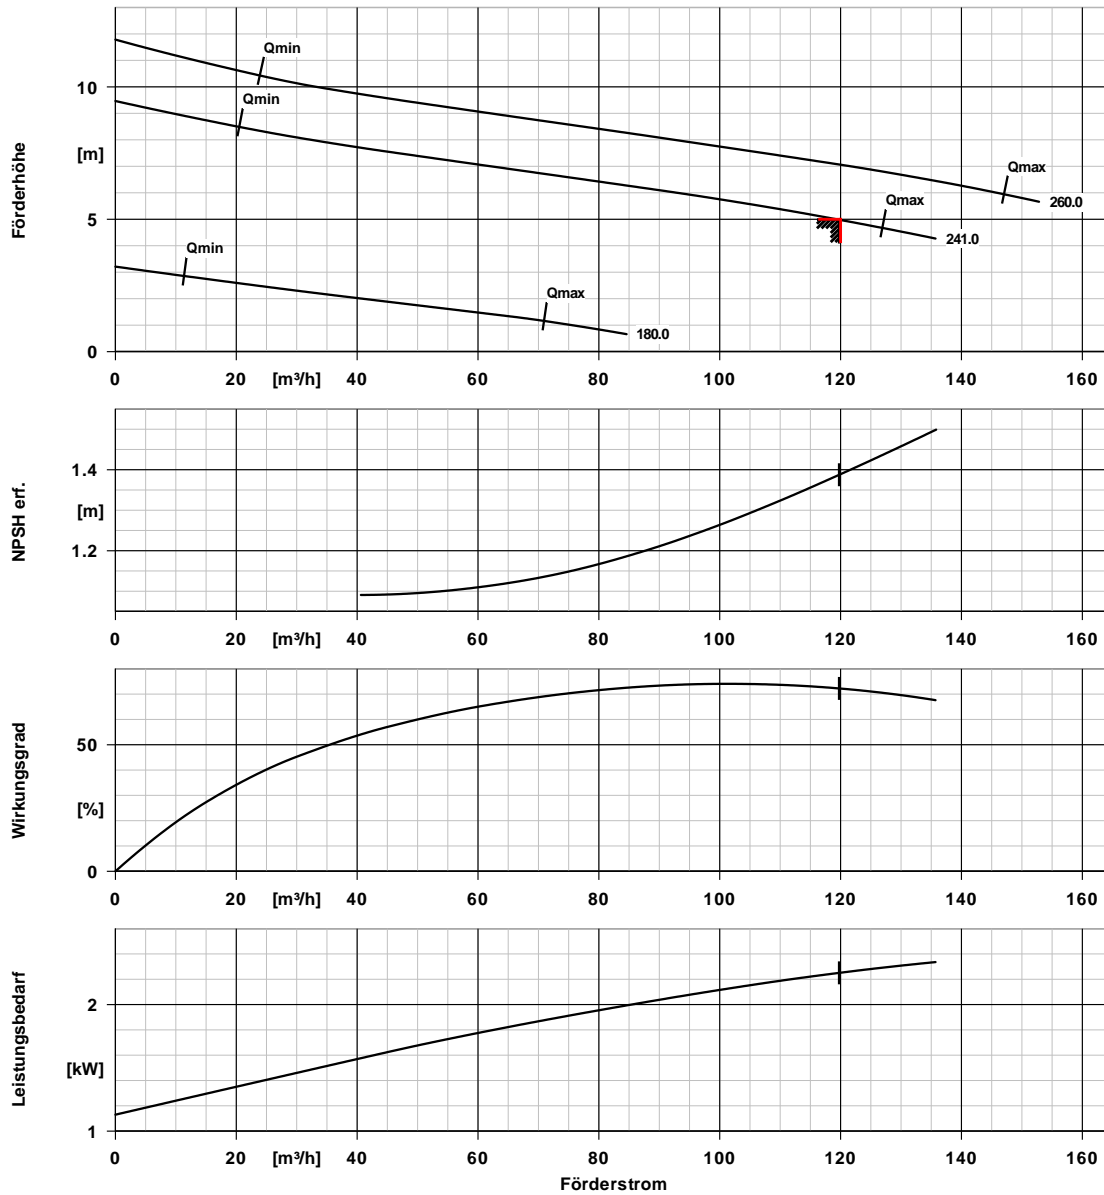 Förderhöhe
[m]
10
5
0
Qmin
Qmin
Qmin
Qmax
Qmax
Qmax
260.0
241.0
180.0
0 20 [m³/h] 40 60 80 100 120 140 160
NPSH erf.
1.4
[m]
1.2
0 20 [m³/h] 40 60 80 100 120 140 160
Wirkungsgrad
50
[%]
0
0 20 [m³/h] 40 60 80 100 120 140 160
Leistungsbedarf
2
[kW]
1
0 20 [m³/h] 40 60 80 100 120 140 160
Förderstrom